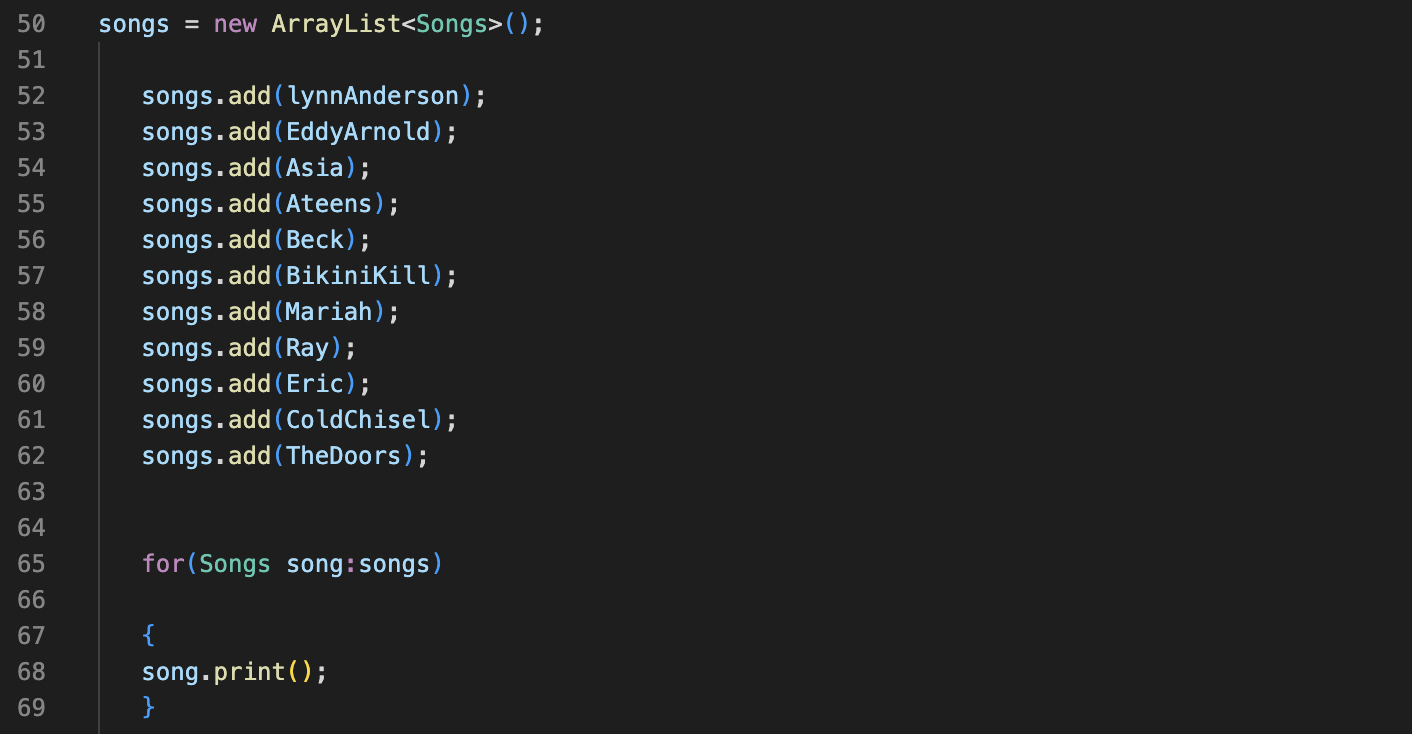 50 songs = new ArrayList<Songs>();
51
52 songs.add(lynnAnderson);
53 songs.add(EddyArnold);
54 songs.add(Asia);
55 songs.add(Ateens);
56 songs.add(Beck);
57 songs.add(BikiniKill);
58 songs.add(Mariah);
59 songs.add(Ray);
60 songs.add(Eric);
61 songs.add(ColdChisel);
62 songs.add(TheDoors);
63
64
65 for(Songs song:songs)
66
67 {
68 song.print();
69 }